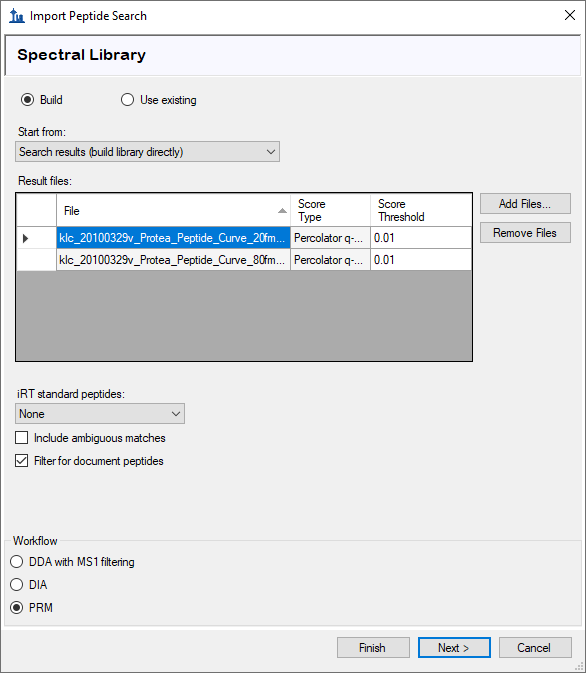 Import Peptide Search
Spectral Library
Build
Use existing
Start from:
Search results (build library directly)
Result files:
File
Score Type
Score Threshold
klc_20100329v_Protea_Peptide_Curve_20fm... Percolator q-... 0.01
klc_20100329v_Protea_Peptide_Curve_80fm... Percolator q-... 0.01
Add Files...
Remove Files
iRT standard peptides:
None
Include ambiguous matches
Filter for document peptides
Workflow
DDA with MS1 filtering
DIA
PRM
Finish
Next >
Cancel